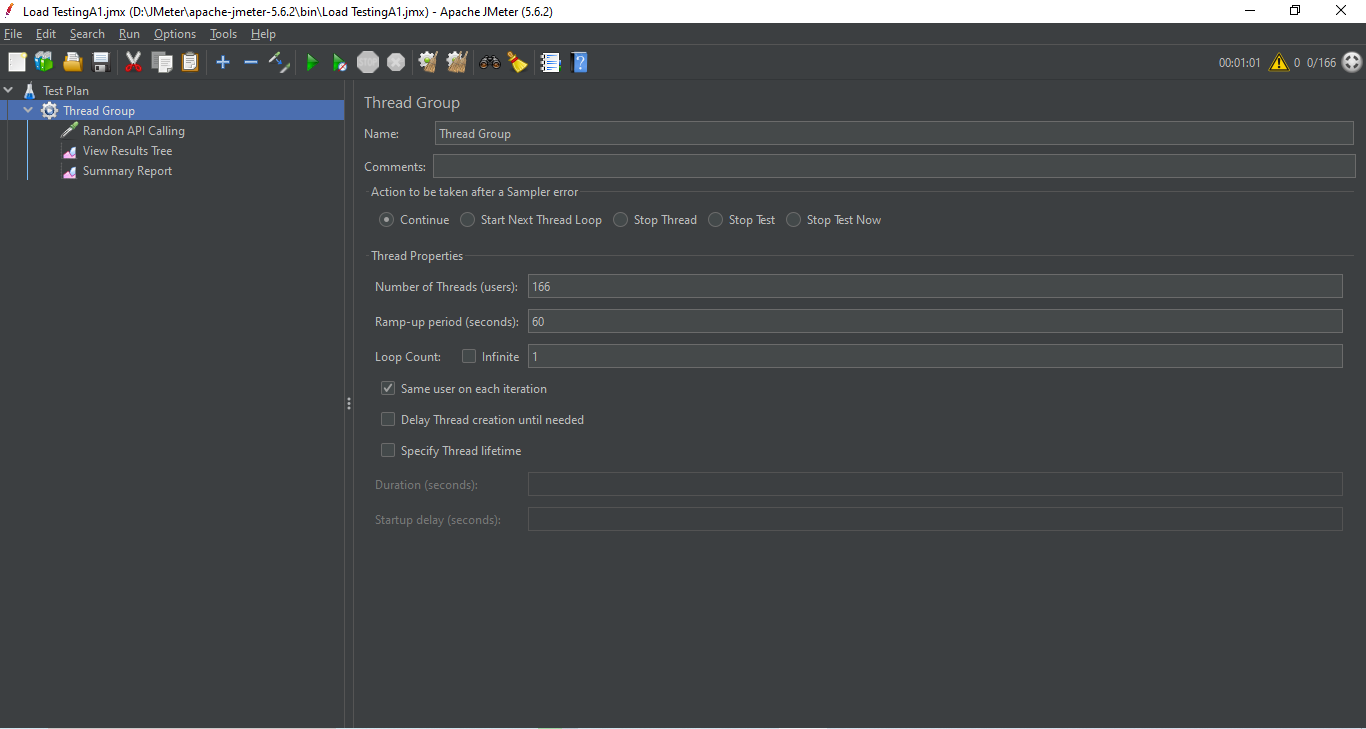 Load TestingA1.jmx (D:\JMeter\apache-jmeter-5.6.2\bin\Load TestingA1.jmx) - Apache JMeter (5.6.2)
File Edit Search Run Options Tools Help
STOP 00:01:01 0 0/166
Test Plan
Thread Group
Randon API Calling
View Results Tree
Summary Report
Thread Group
Name: Thread Group
Comments:
Action to be taken after a Sampler error
Continue Start Next Thread Loop Stop Thread Stop Test Stop Test Now
Thread Properties
Number of Threads (users): 166
Ramp-up period (seconds): 60
Loop Count: Infinite 1
Same user on each iteration
Delay Thread creation until needed
Specify Thread lifetime
Duration (seconds):
Startup delay (seconds):